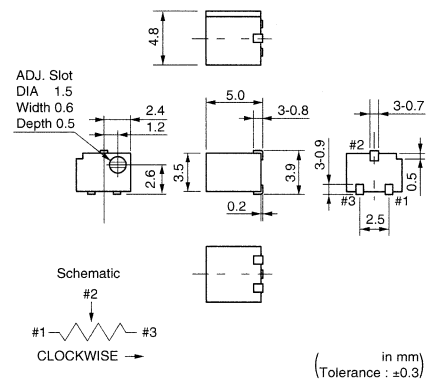 4.8
ADJ. Slot
DIA 1.5
Width 0.6
Depth 0.5
2.4
1.2
2.6
5.0
3-0.8
3.5
3.9
0.2
3-0.7
#2
3-0.9
0.5
#3
#1
2.5
Schematic
#2
#1
#3
CLOCKWISE →
( in mm
Tolerance : ±0.3 )